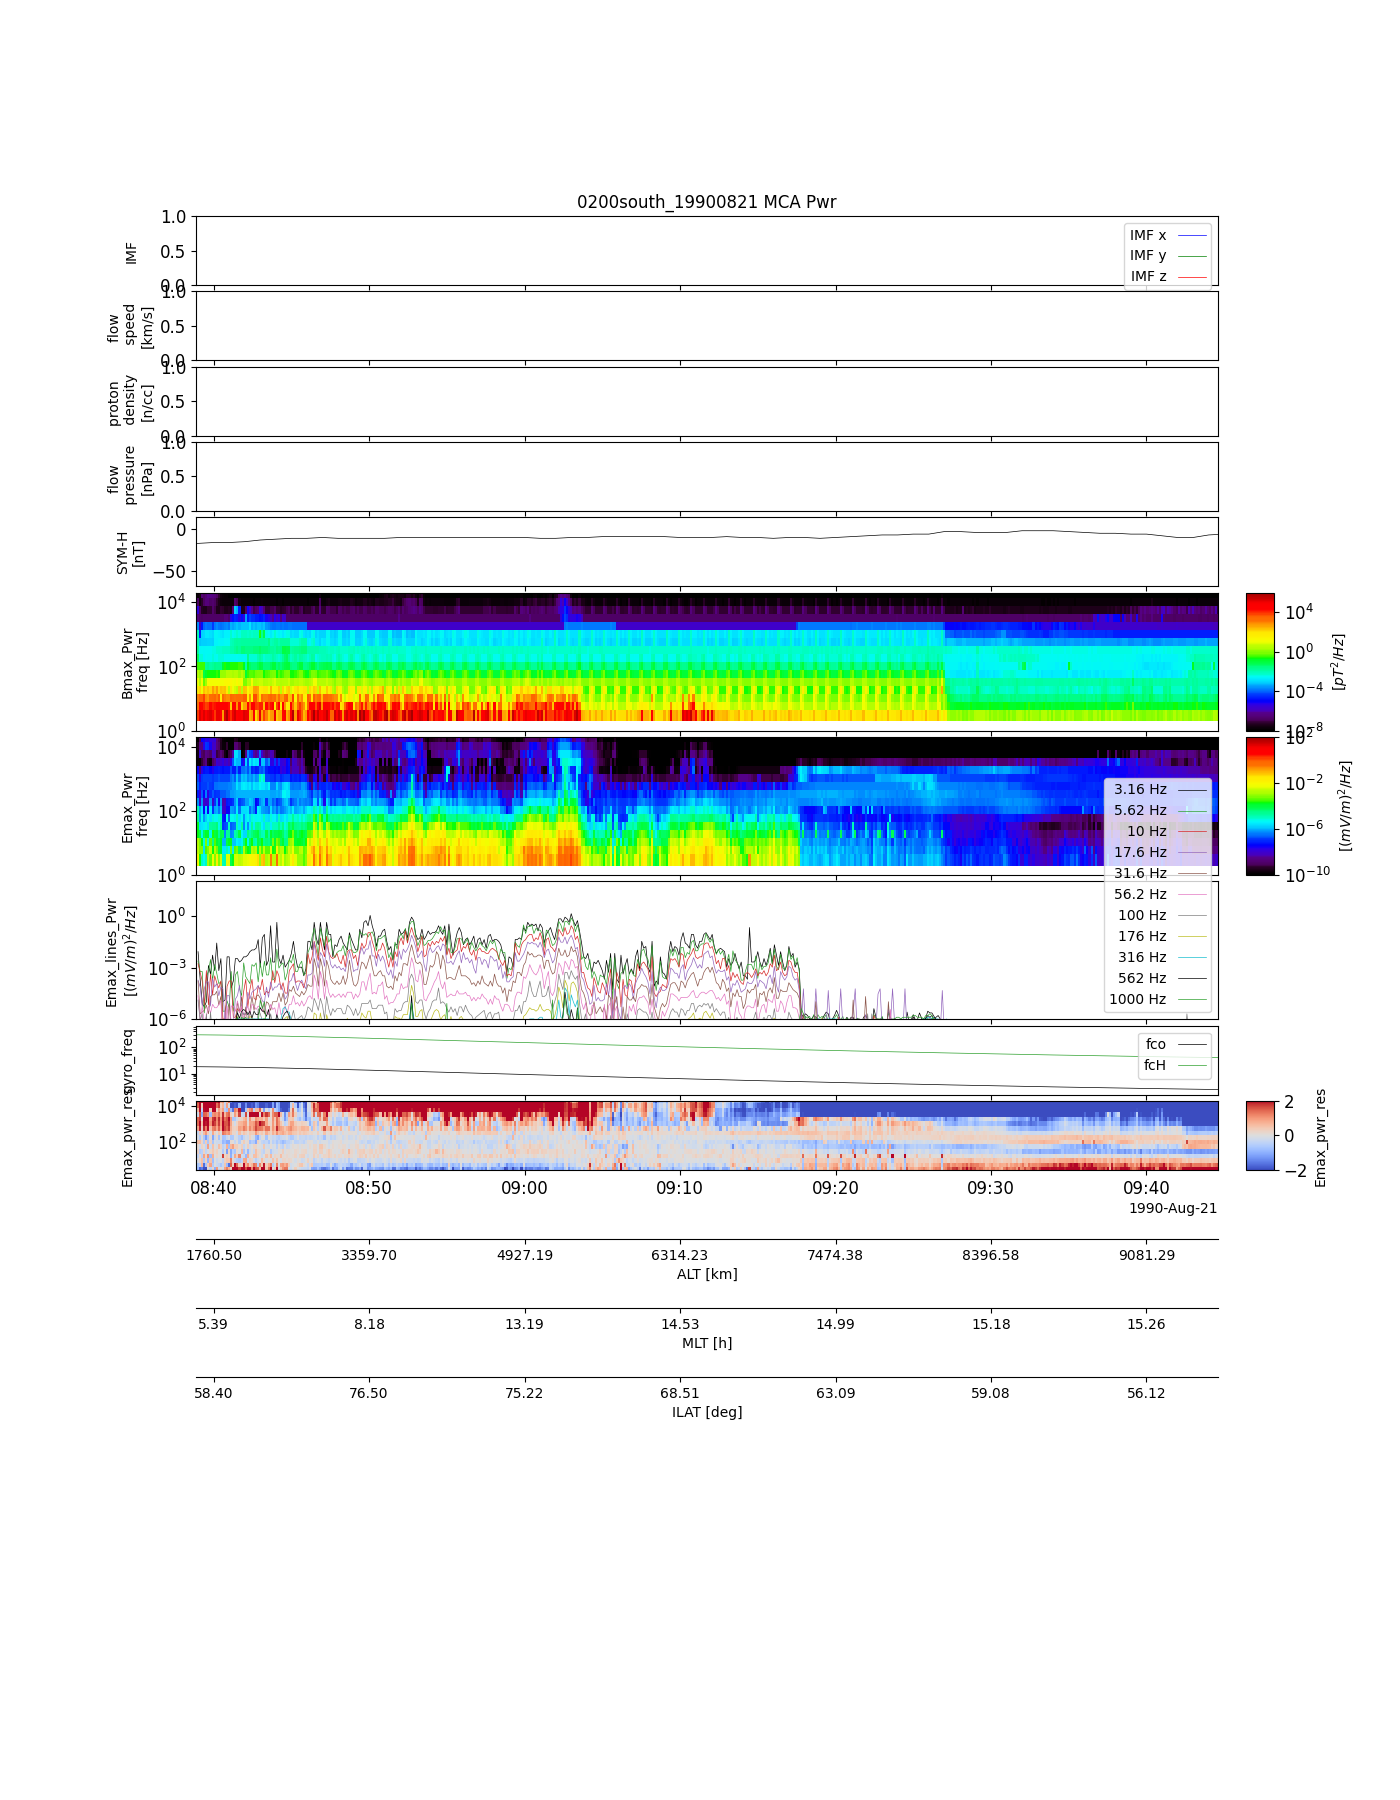 0200south_19900821 MCA Pwr
1.0
0.5
0.0
IMF
IMF x
IMF y
IMF z
1.0
0.5
0.0
flow
speed
[km/s]
1.0
0.5
0.0
proton
density
[n/cc]
1.0
0.5
0.0
flow
pressure
[nPa]
0
−50
SYM-H
[nT]
10^4
10^2
10^0
Bmax_Pwr
freq [Hz]
10^4
10^0
10^−4
10^−8
[pT^2/Hz]
10^4
10^2
10^0
Emax_Pwr
freq [Hz]
10^2
10^−2
10^−6
10^−10
[(mV/m)^2/Hz]
3.16 Hz
5.62 Hz
10 Hz
17.6 Hz
31.6 Hz
56.2 Hz
100 Hz
176 Hz
316 Hz
562 Hz
1000 Hz
10^0
10^−3
10^−6
Emax_lines_Pwr
[(mV/m)^2/Hz]
10^2
10^1
gyro_freq
fco
fcH
10^4
10^2
Emax_pwr_res
2
0
−2
Emax_pwr_res
08:40 08:50 09:00 09:10 09:20 09:30 09:40
1990-Aug-21
1760.50 3359.70 4927.19 6314.23 7474.38 8396.58 9081.29
ALT [km]
5.39 8.18 13.19 14.53 14.99 15.18 15.26
MLT [h]
58.40 76.50 75.22 68.51 63.09 59.08 56.12
ILAT [deg]